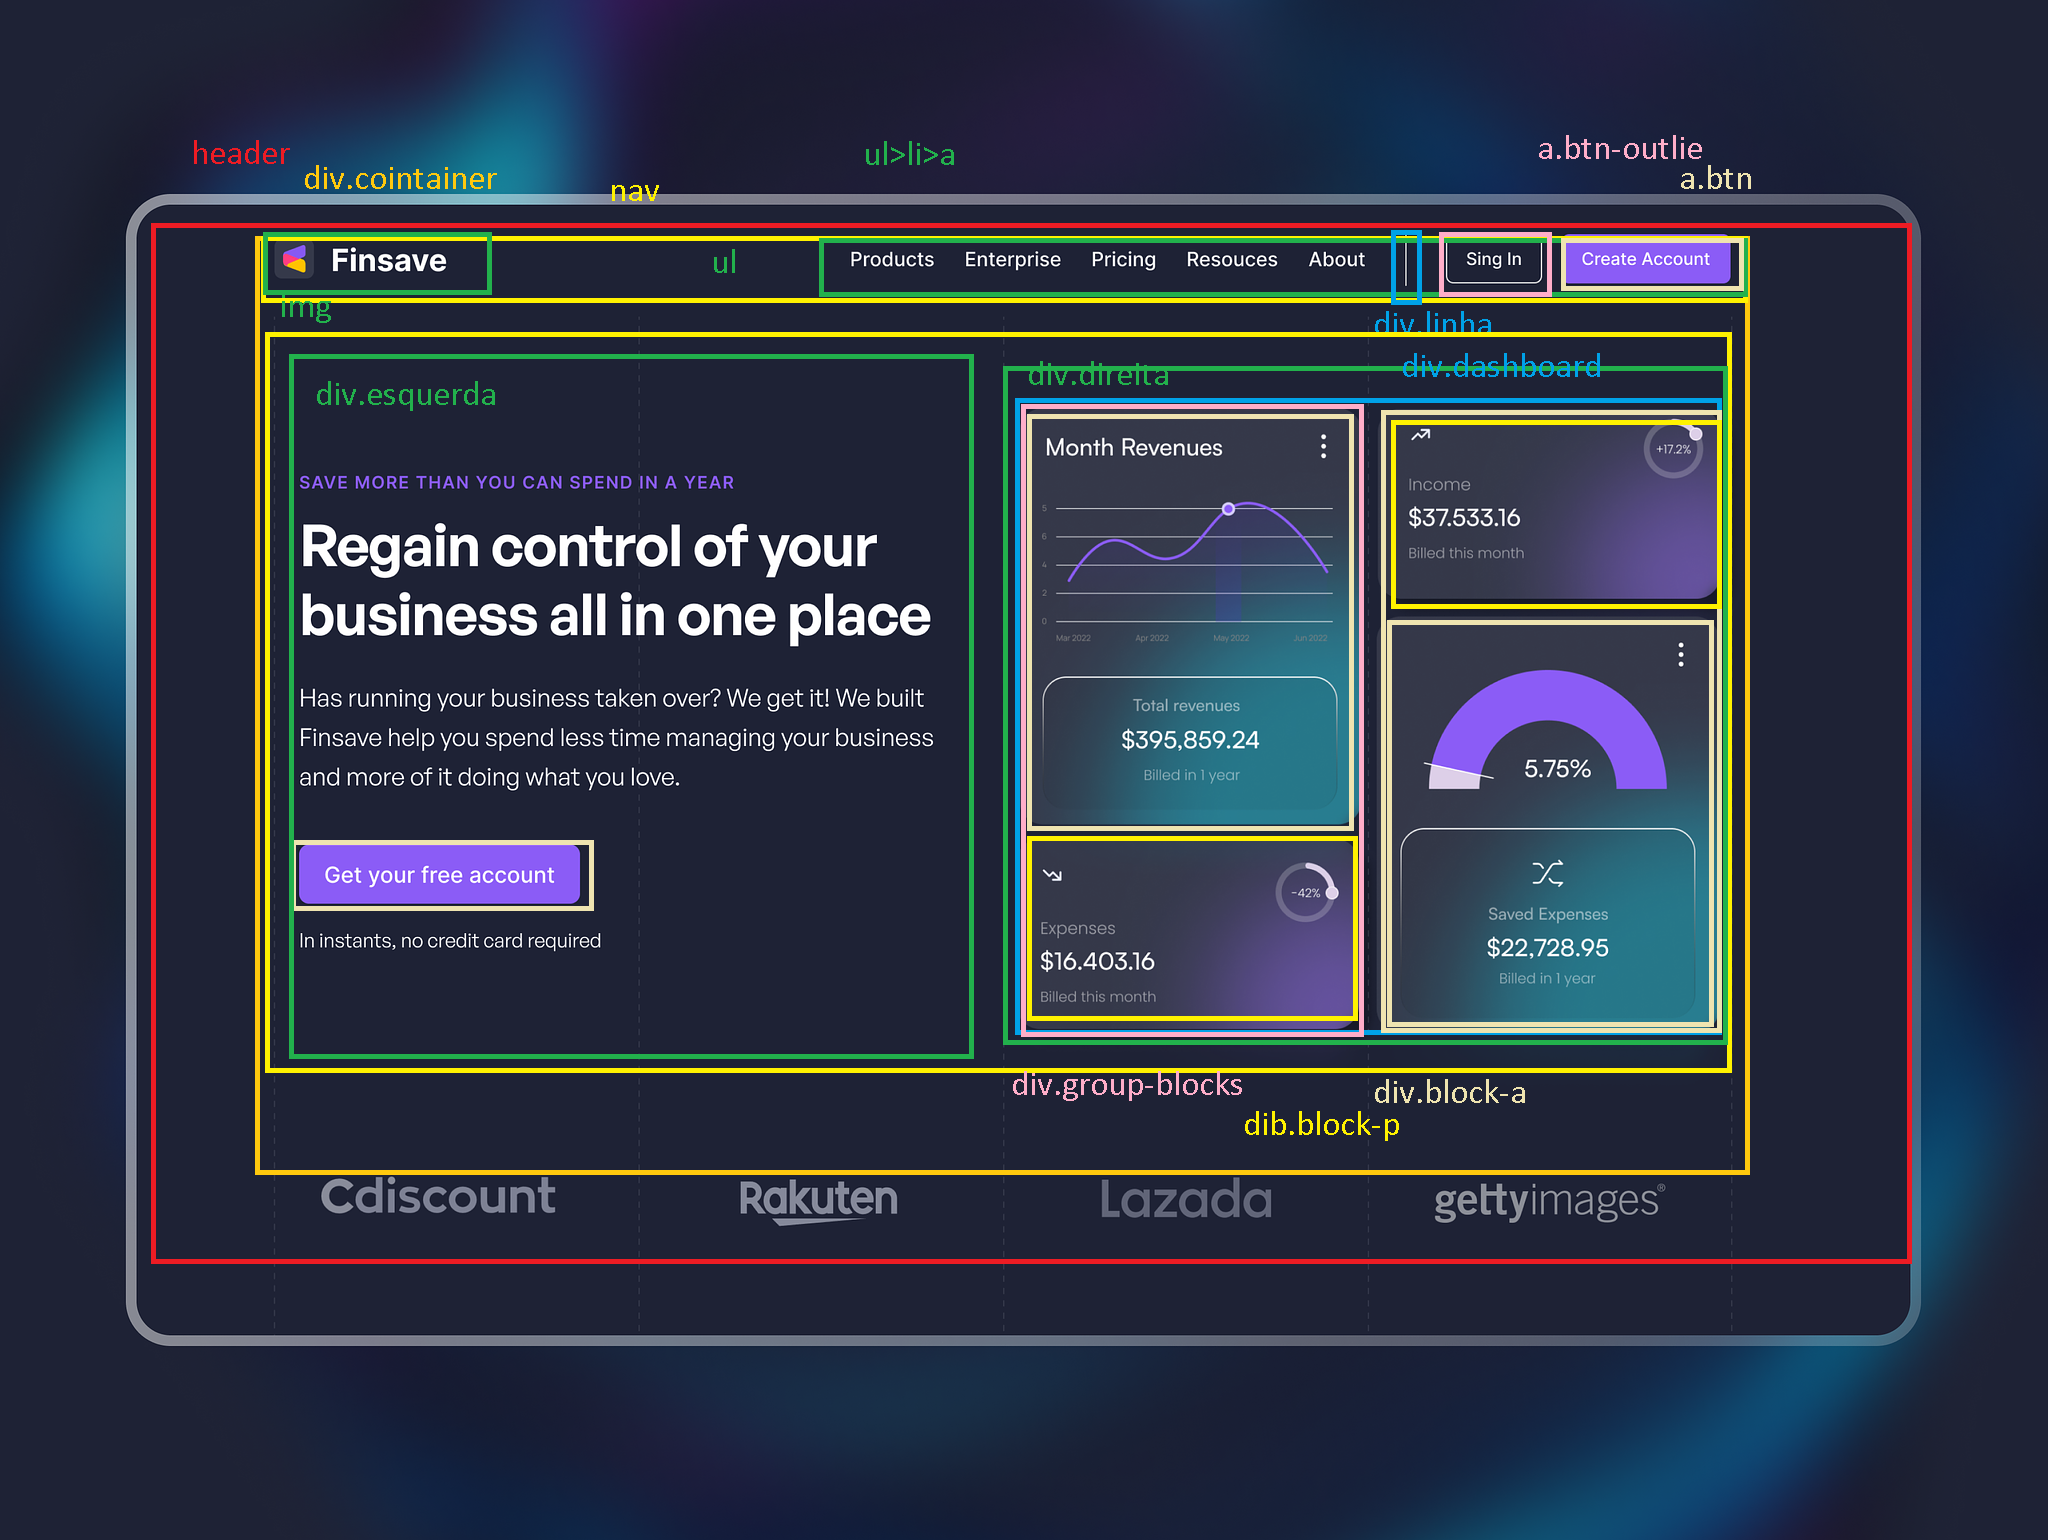 header
div.cointainer
nav
ul>li>a
a.btn-outlie
a.btn
Finsave
ul
Products Enterprise Pricing Resouces About
Sing In
Create Account
img
div.linha
div.esquerda
div.direita
div.dashboard
SAVE MORE THAN YOU CAN SPEND IN A YEAR
Regain control of your
business all in one place
Has running your business taken over? We get it! We built
Finsave help you spend less time managing your business
and more of it doing what you love.
Get your free account
In instants, no credit card required
Month Revenues
5
6
4
2
0
Mar 2022 Apr 2022 May 2022 Jun 2022
Total revenues
$395,859.24
Billed in 1 year
-42%
Expenses
$16.403.16
Billed this month
+17.2%
Income
$37.533.16
Billed this month
5.75%
Saved Expenses
$22,728.95
Billed in 1 year
div.group-blocks
div.block-a
dib.block-p
Cdiscount Rakuten Lazada gettyimages®